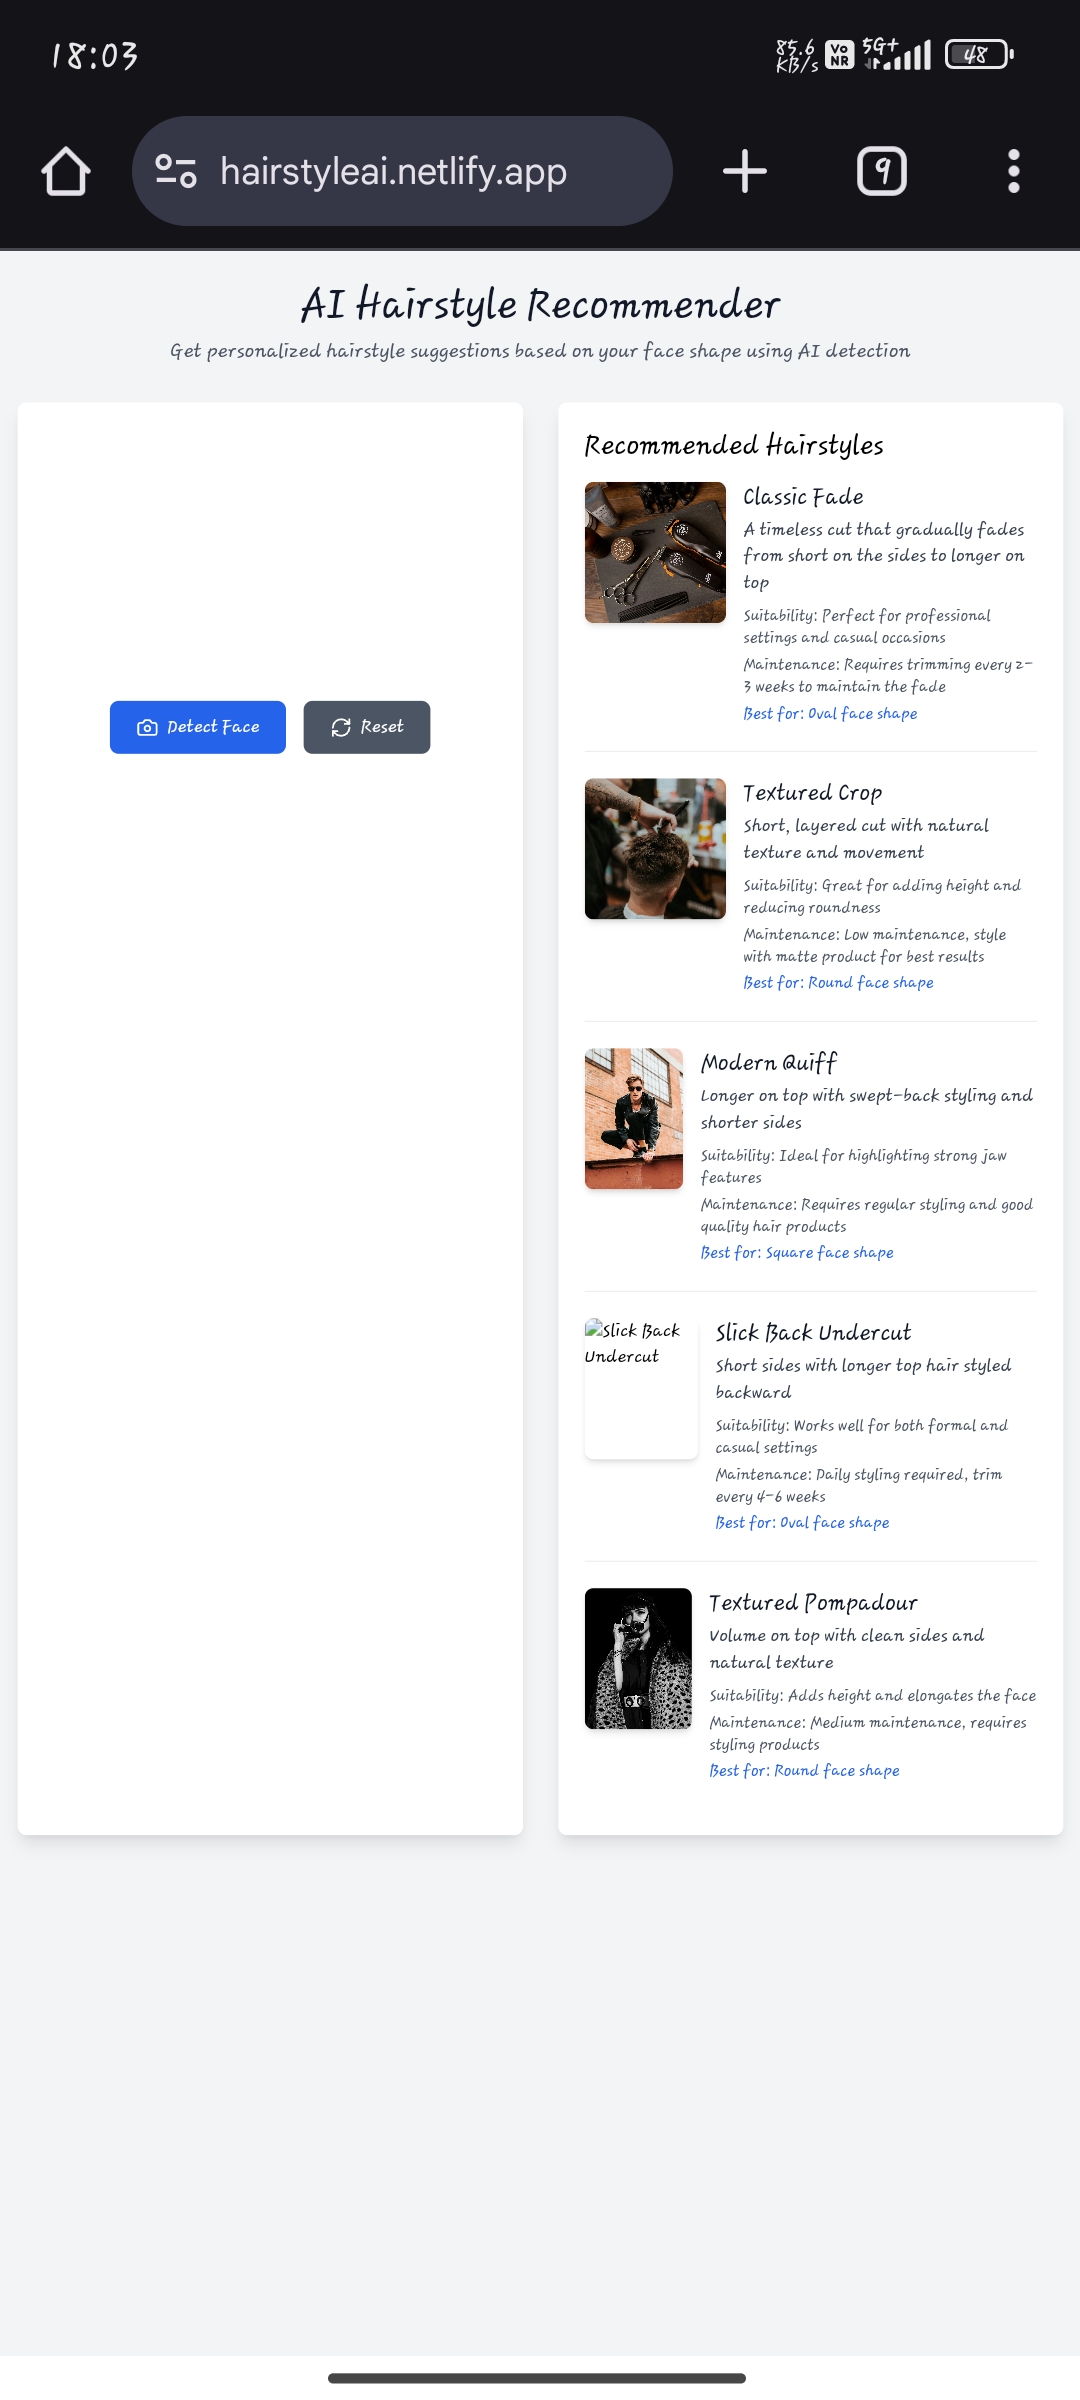 18:03
85.6 KB/s Vo NR 5G+ 48
hairstyleai.netlify.app
9
AI Hairstyle Recommender
Get personalized hairstyle suggestions based on your face shape using AI detection
Detect Face
Reset
Recommended Hairstyles
Classic Fade
A timeless cut that gradually fades
from short on the sides to longer on
top
Suitability: Perfect for professional
settings and casual occasions
Maintenance: Requires trimming every 2-
3 weeks to maintain the fade
Best for: Oval face shape
Textured Crop
Short, layered cut with natural
texture and movement
Suitability: Great for adding height and
reducing roundness
Maintenance: Low maintenance, style
with matte product for best results
Best for: Round face shape
Modern Quiff
Longer on top with swept-back styling and
shorter sides
Suitability: Ideal for highlighting strong jaw
features
Maintenance: Requires regular styling and good
quality hair products
Best for: Square face shape
Slick Back
Undercut
Slick Back Undercut
Short sides with longer top hair styled
backward
Suitability: Works well for both formal and
casual settings
Maintenance: Daily styling required, trim
every 4-6 weeks
Best for: Oval face shape
Textured Pompadour
Volume on top with clean sides and
natural texture
Suitability: Adds height and elongates the face
Maintenance: Medium maintenance, requires
styling products
Best for: Round face shape